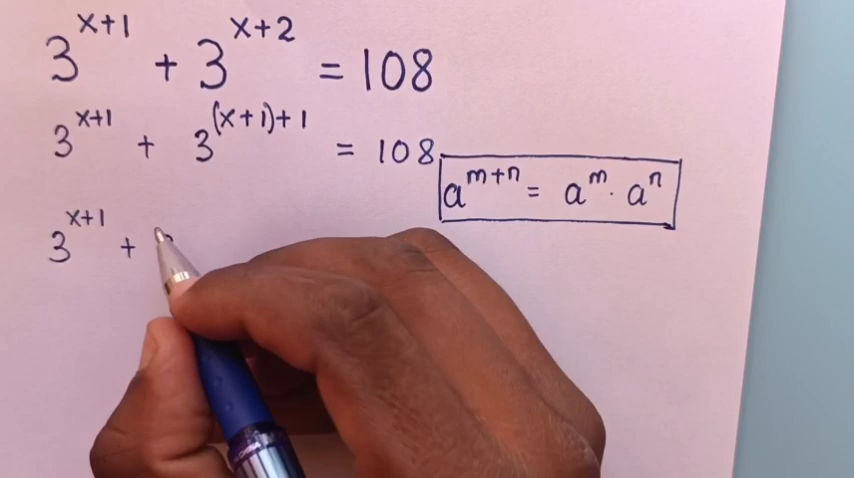 3^{x+1} + 3^{x+2} = 108
3^{x+1} + 3^{(x+1)+1} = 108
a^{m+n} = a^m · a^n
3^{x+1} +